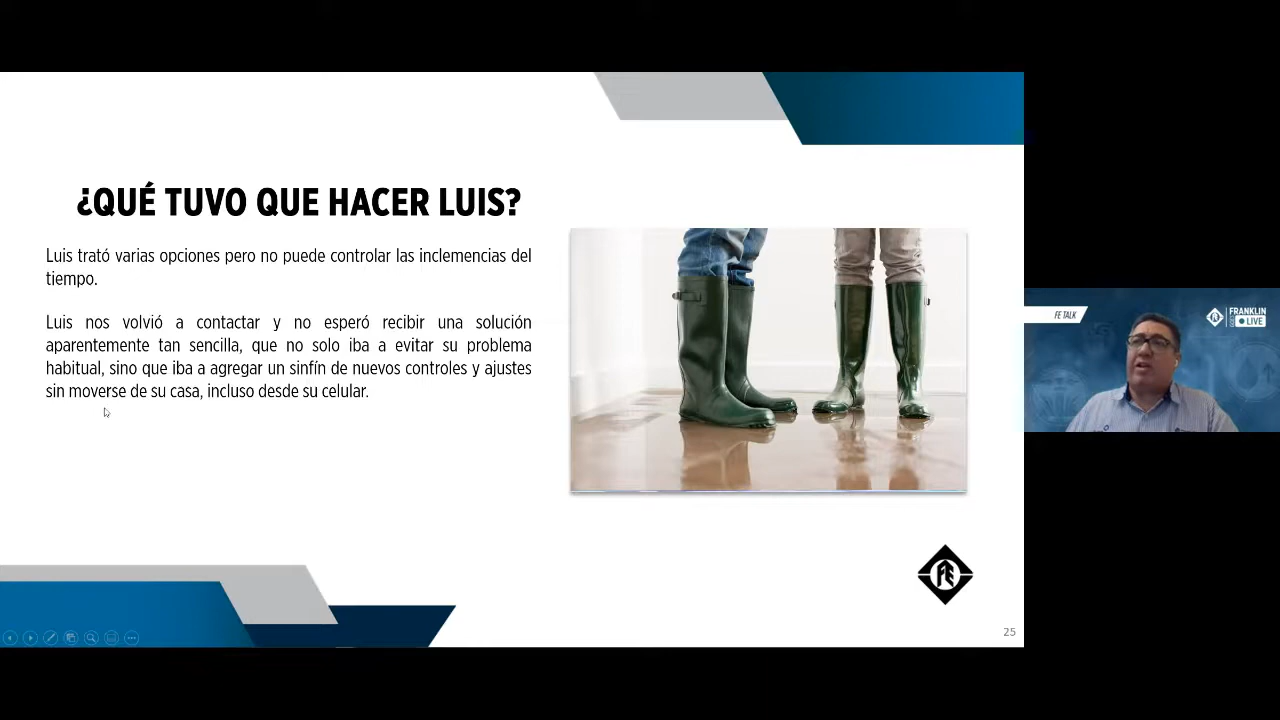 ¿QUÉ TUVO QUE HACER LUIS?
Luis trató varias opciones pero no puede controlar las inclemencias del
tiempo.
Luis nos volvió a contactar y no esperó recibir una solución
aparentemente tan sencilla, que no solo iba a evitar su problema
habitual, sino que iba a agregar un sinfín de nuevos controles y ajustes
sin moverse de su casa, incluso desde su celular.
FE TALK
FRANKLIN
LIVE
FE
25